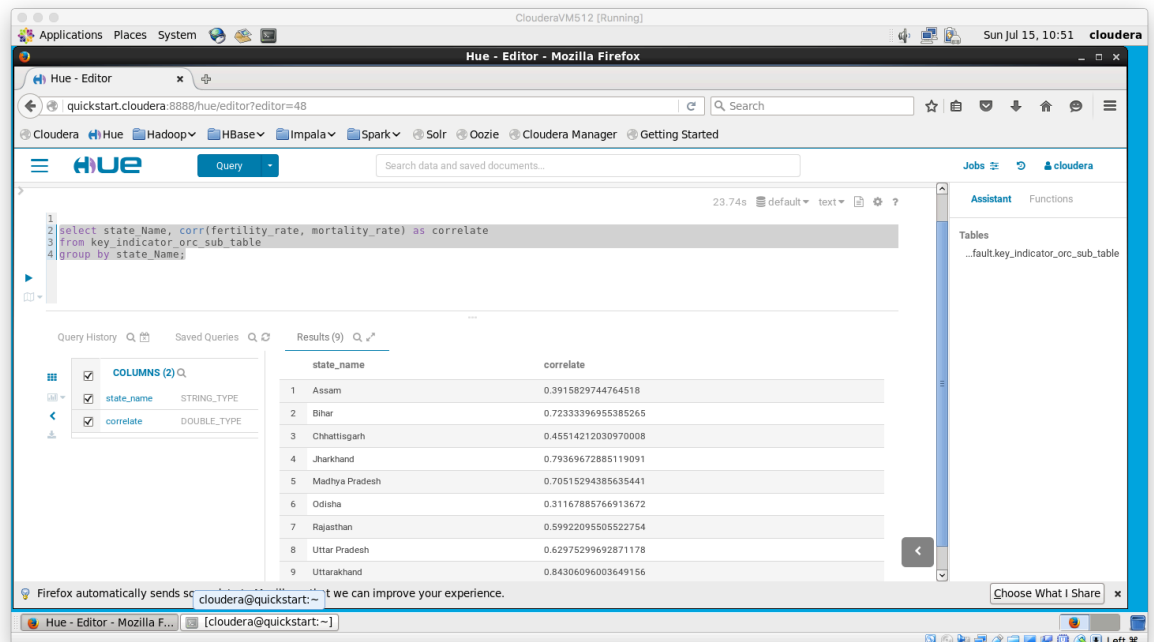 ClouderaVM512 [Running]
Applications Places System Sun Jul 15, 10:51 cloudera
Hue - Editor - Mozilla Firefox
Hue - Editor
quickstart.cloudera:8888/hue/editor?editor=48 Search
Cloudera Hue Hadoop HBase Impala Spark Solr Oozie Cloudera Manager Getting Started
HUE Query Search data and saved documents... Jobs cloudera
23.74s default text ? Assistant Functions
1
2 select state_Name, corr(fertility_rate, mortality_rate) as correlate
3 from key_indicator_orc_sub_table
4 group by state_Name;
Tables
...fault.key_indicator_orc_sub_table
Query History Saved Queries Results (9)
COLUMNS (2)
state_name STRING_TYPE
correlate DOUBLE_TYPE
state_name correlate
1 Assam 0.3915829744764518
2 Bihar 0.72333396955385265
3 Chhattisgarh 0.45514212030970008
4 Jharkhand 0.79369672885119091
5 Madhya Pradesh 0.70515294385635441
6 Odisha 0.31167885766913672
7 Rajasthan 0.59922095505522754
8 Uttar Pradesh 0.62975299692871178
9 Uttarakhand 0.84306096003649156
Firefox automatically sends so t we can improve your experience. Choose What I Share
cloudera@quickstart:~
Hue - Editor - Mozilla F... [cloudera@quickstart:~]
Left ⌘